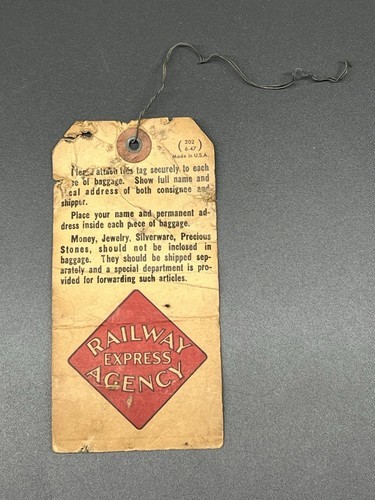 ( 202
6-47 )
Made in U.S.A.
attach this tag securely to each
of baggage. Show full name and
address of both consignee and
shipper.
Place your name and permanent ad-
dress inside each piece of baggage.
Money, Jewelry, Silverware, Precious
Stones, should not be inclosed in
baggage. They should be shipped sep-
arately and a special department is pro-
vided for forwarding such articles.
RAILWAY
EXPRESS
AGENCY